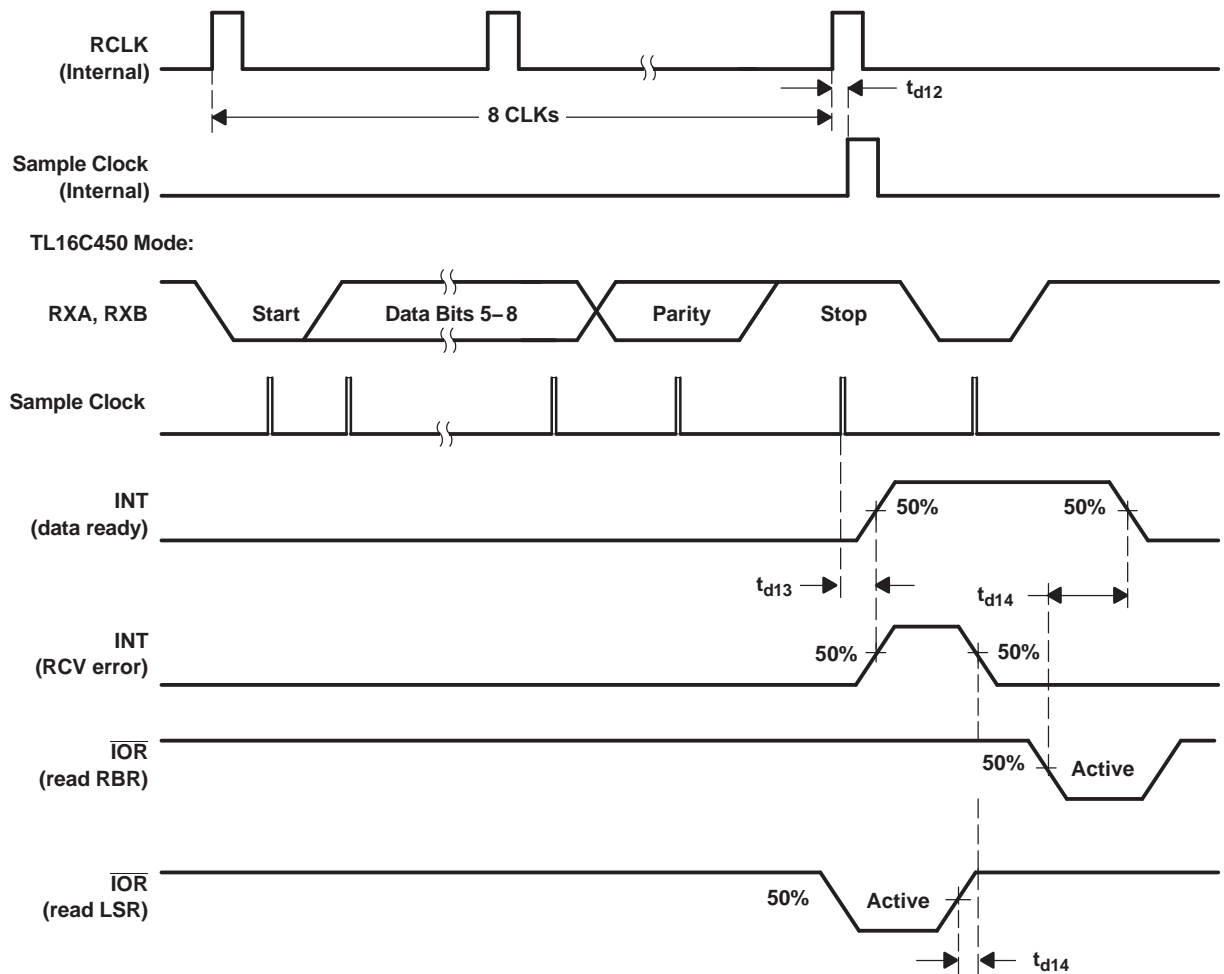 RCLK
(Internal)
t_d12
8 CLKs
Sample Clock
(Internal)
TL16C450 Mode:
RXA, RXB
Start
Data Bits 5–8
Parity
Stop
Sample Clock
INT
(data ready)
50%
50%
t_d13
t_d14
INT
(RCV error)
50%
50%
IOR
(read RBR)
50%
Active
IOR
(read LSR)
50%
Active
t_d14